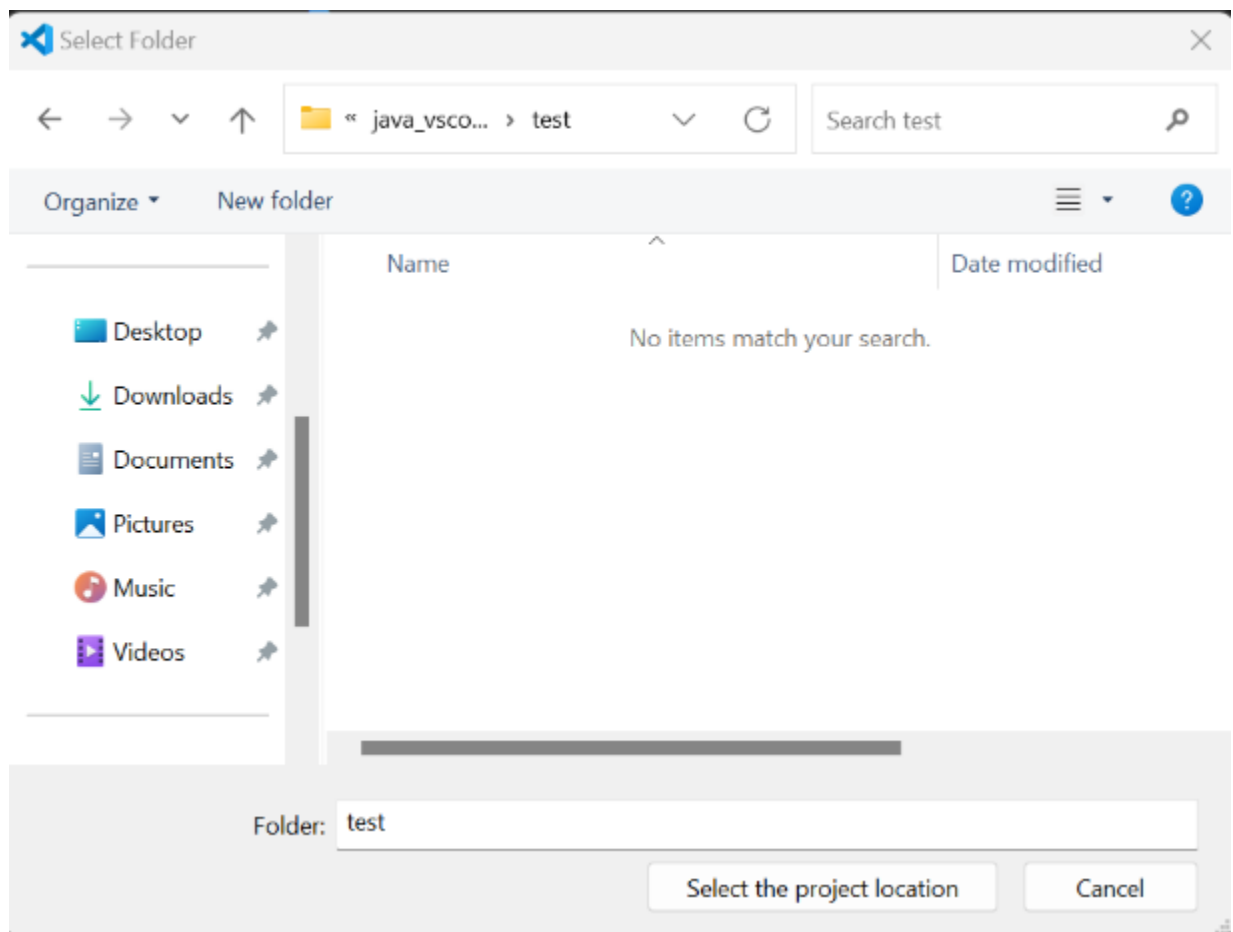 Select Folder
« java_vsco... › test
Search test
Organize
New folder
Name
Date modified
No items match your search.
Desktop
Downloads
Documents
Pictures
Music
Videos
Folder: test
Select the project location
Cancel